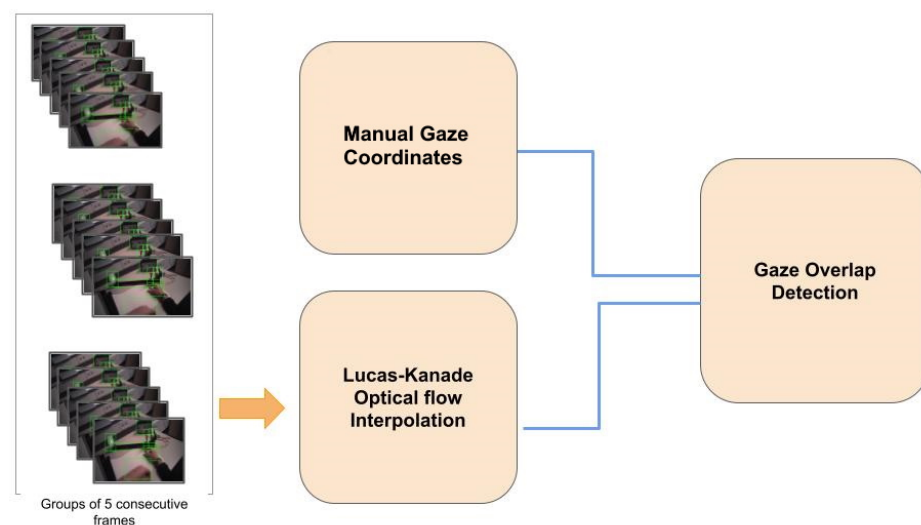 Manual Gaze
Coordinates
Gaze Overlap
Detection
Lucas-Kanade
Optical flow
Interpolation
Groups of 5 consecutive
frames